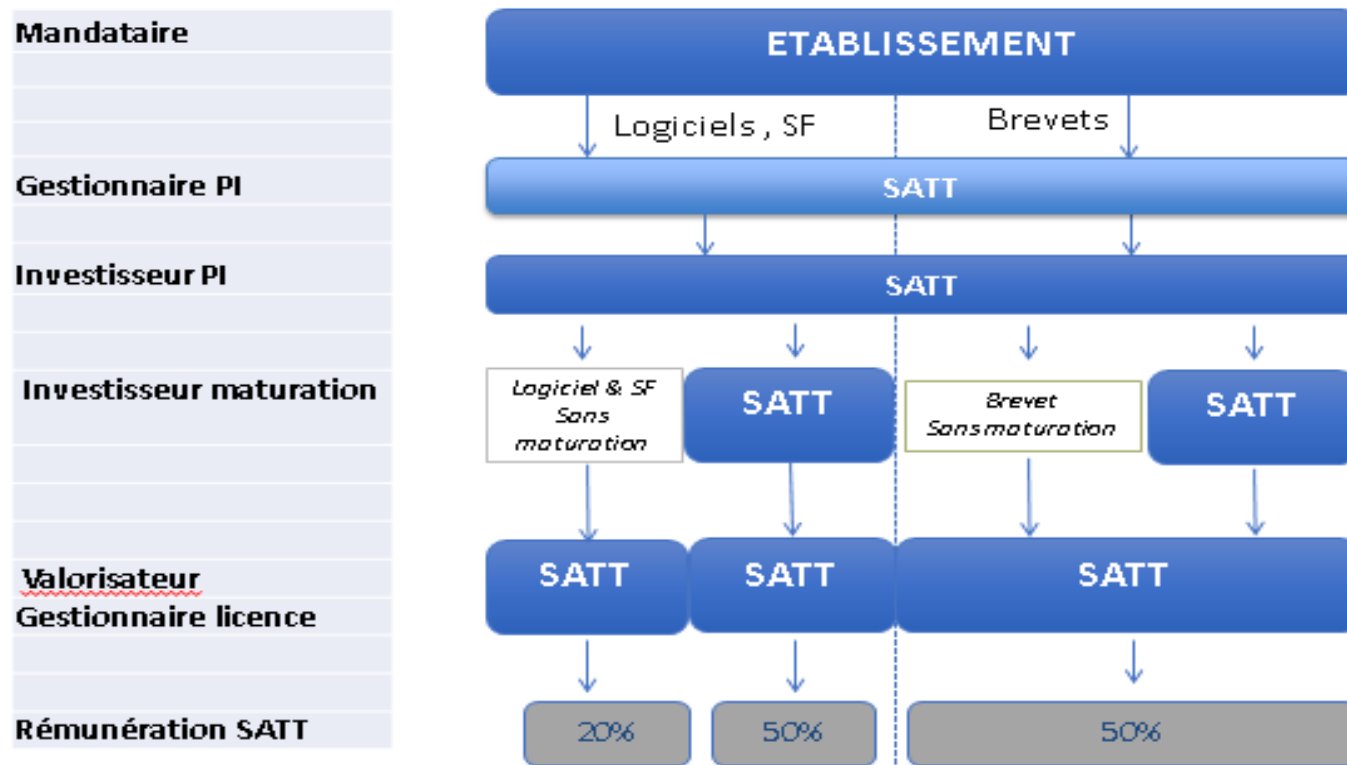 Mandataire
ETABLISSEMENT
Logiciels , SF
Brevets
Gestionnaire PI
SATT
Investisseur PI
SATT
Investisseur maturation
Logiciel & SF
Sans
maturation
SATT
Brevet
Sans maturation
SATT
Valorisateur
Gestionnaire licence
SATT
SATT
SATT
Rémunération SATT
20%
50%
50%